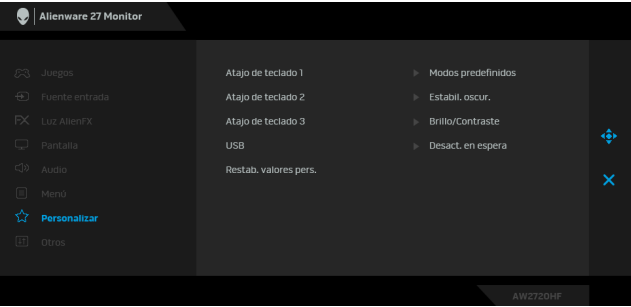 Alienware 27 Monitor
Juegos
Fuente entrada
FX Luz AlienFX
Pantalla
Audio
Menú
Personalizar
Otros
Atajo de teclado 1 Modos predefinidos
Atajo de teclado 2 Estabil. oscur.
Atajo de teclado 3 Brillo/Contraste
USB Desact. en espera
Restab. valores pers.
AW2720HF